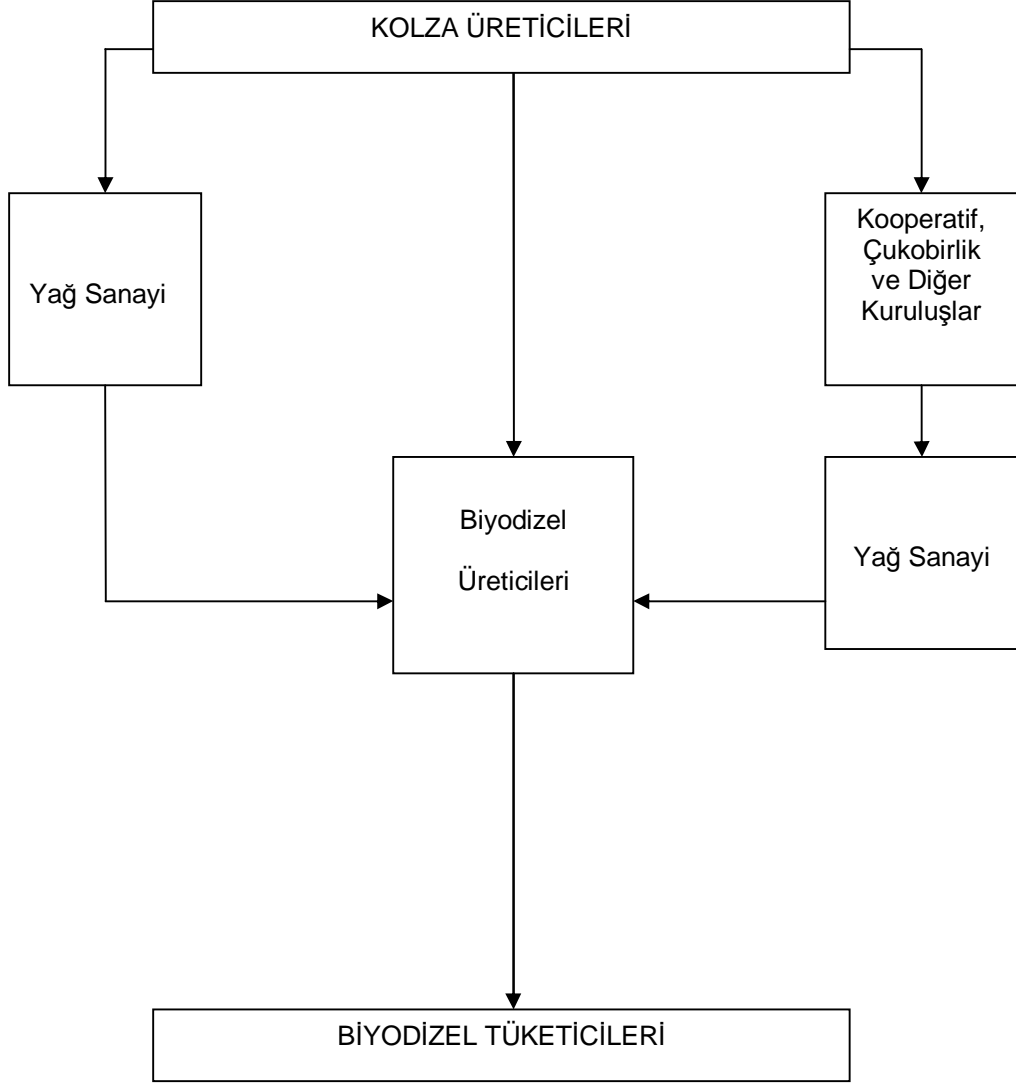 KOLZA ÜRETİCİLERİ
Yağ Sanayi
Kooperatif,
Çukobirlik
ve Diğer
Kuruluşlar
Biyodizel
Üreticileri
Yağ Sanayi
BİYODİZEL TÜKETİCİLERİ